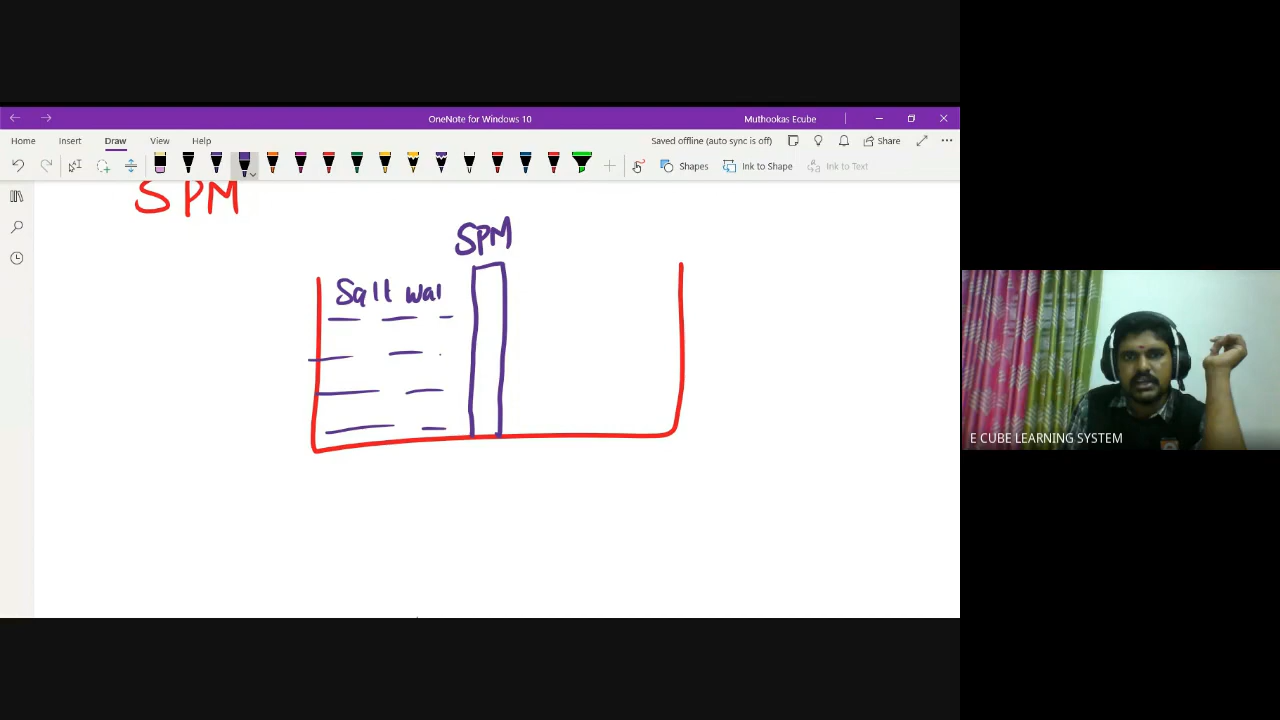 OneNote for Windows 10
Muthookas Ecube
Home Insert Draw View Help
Saved offline (auto sync is off)
Share
Shapes
Ink to Shape
Ink to Text
SPM
SPM
Salt wat
E CUBE LEARNING SYSTEM